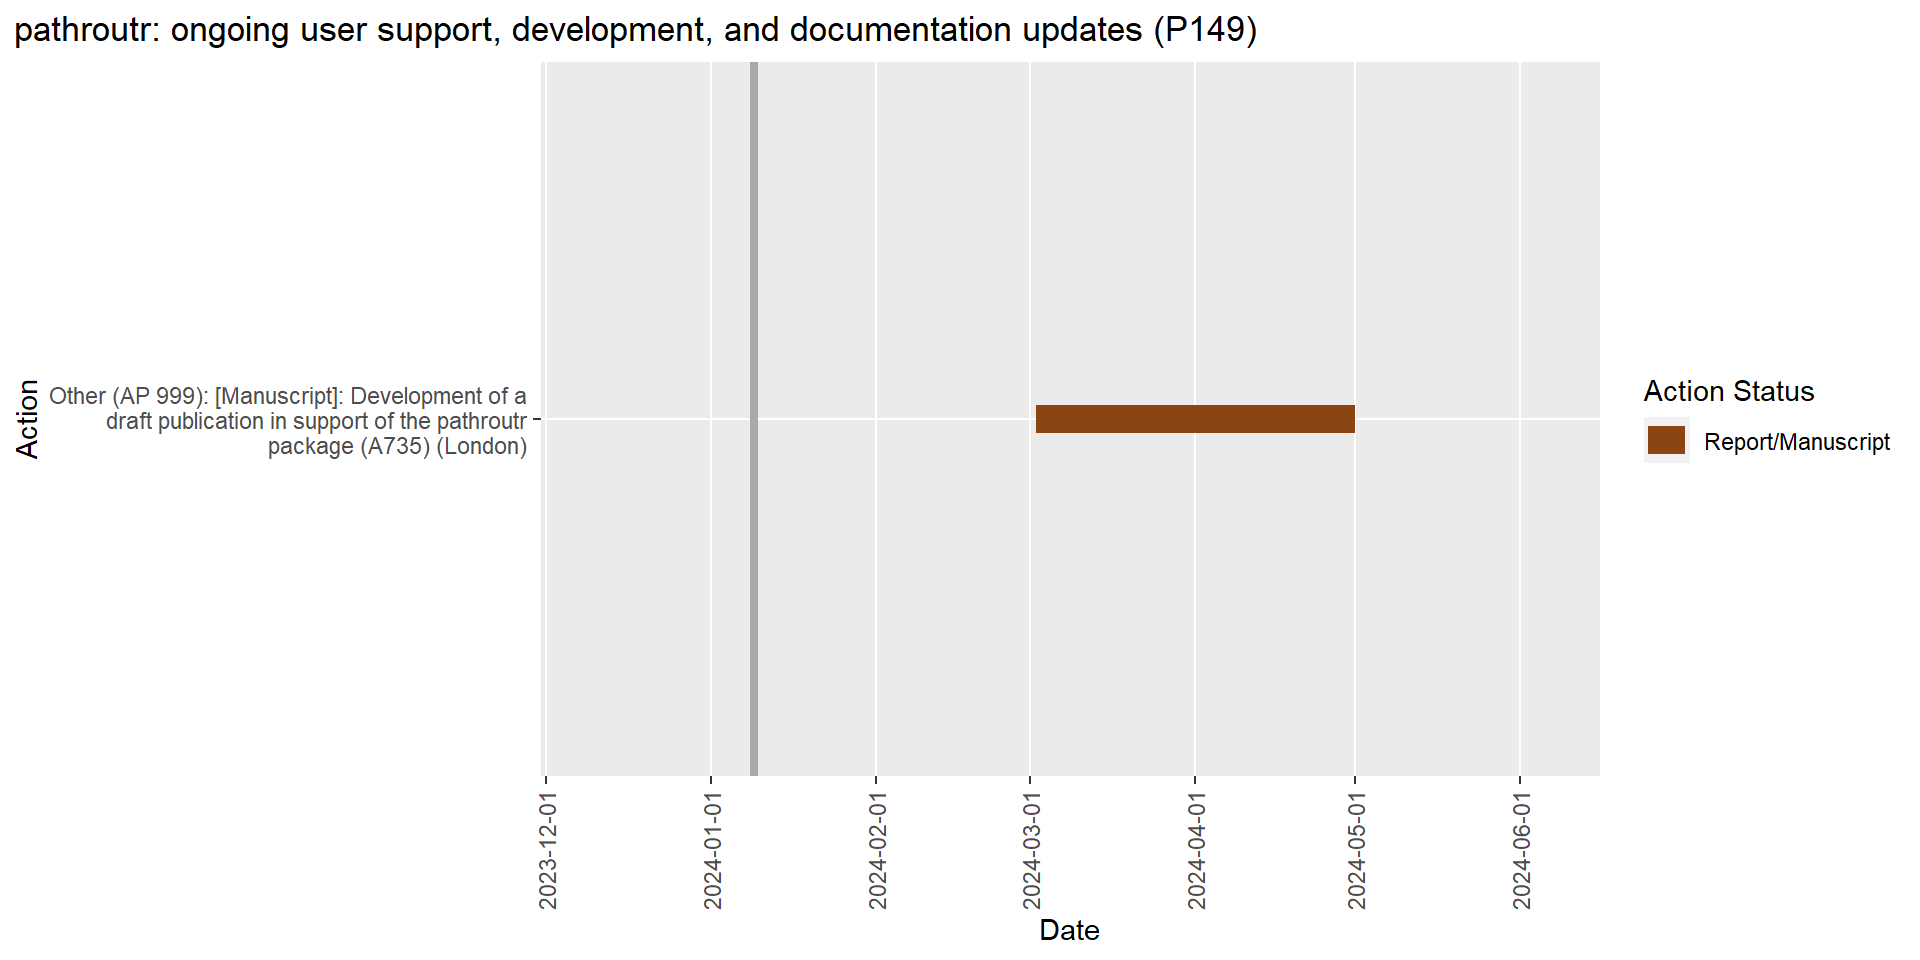 pathroutr: ongoing user support, development, and documentation updates (P149)
Action
Other (AP 999): [Manuscript]: Development of a
draft publication in support of the pathroutr
package (A735) (London)
Action Status
Report/Manuscript
2023-12-01
2024-01-01
2024-02-01
2024-03-01
2024-04-01
2024-05-01
2024-06-01
Date